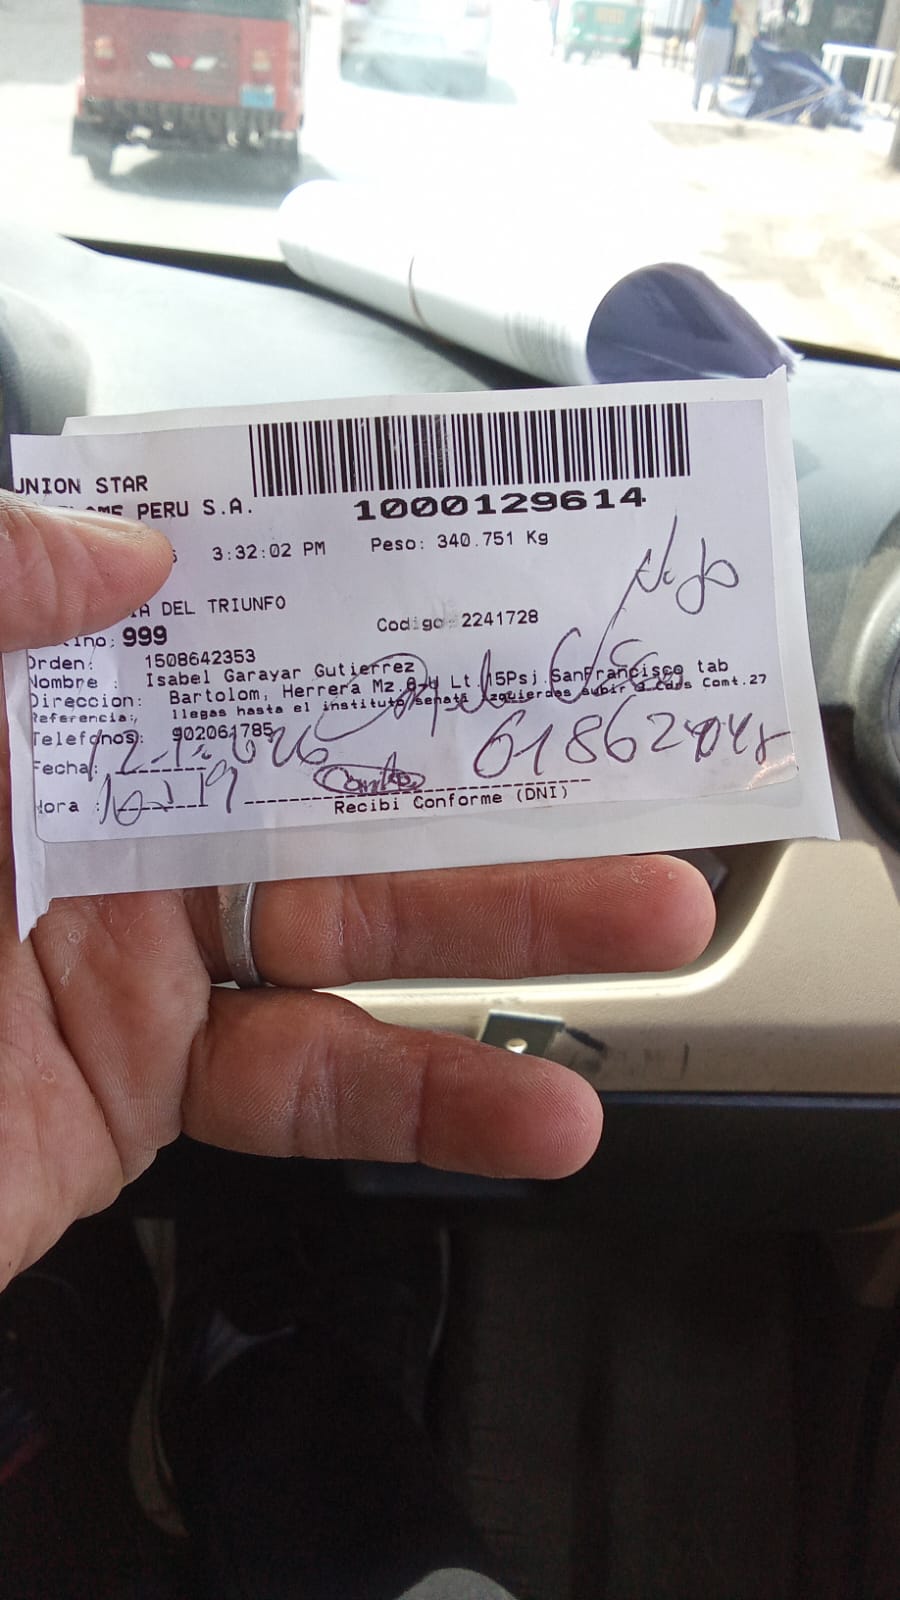 UNION STAR
PERU S.A.
1000129614
3:32:02 PM Peso: 340.751 Kg
DEL TRIUNFO
999 Codigo 2241728
Orden: 1508642353
Nombre : Isabel Garayar Gutierrez
Direccion: Bartolom, Herrera Mz. Lt 15Psj.SanFrancisco tab
Referencia: llegas hasta el instituto senati subir Comt.27
Telefonos: 902061785
Fecha:
Hora :
Recibi Conforme (DNI)